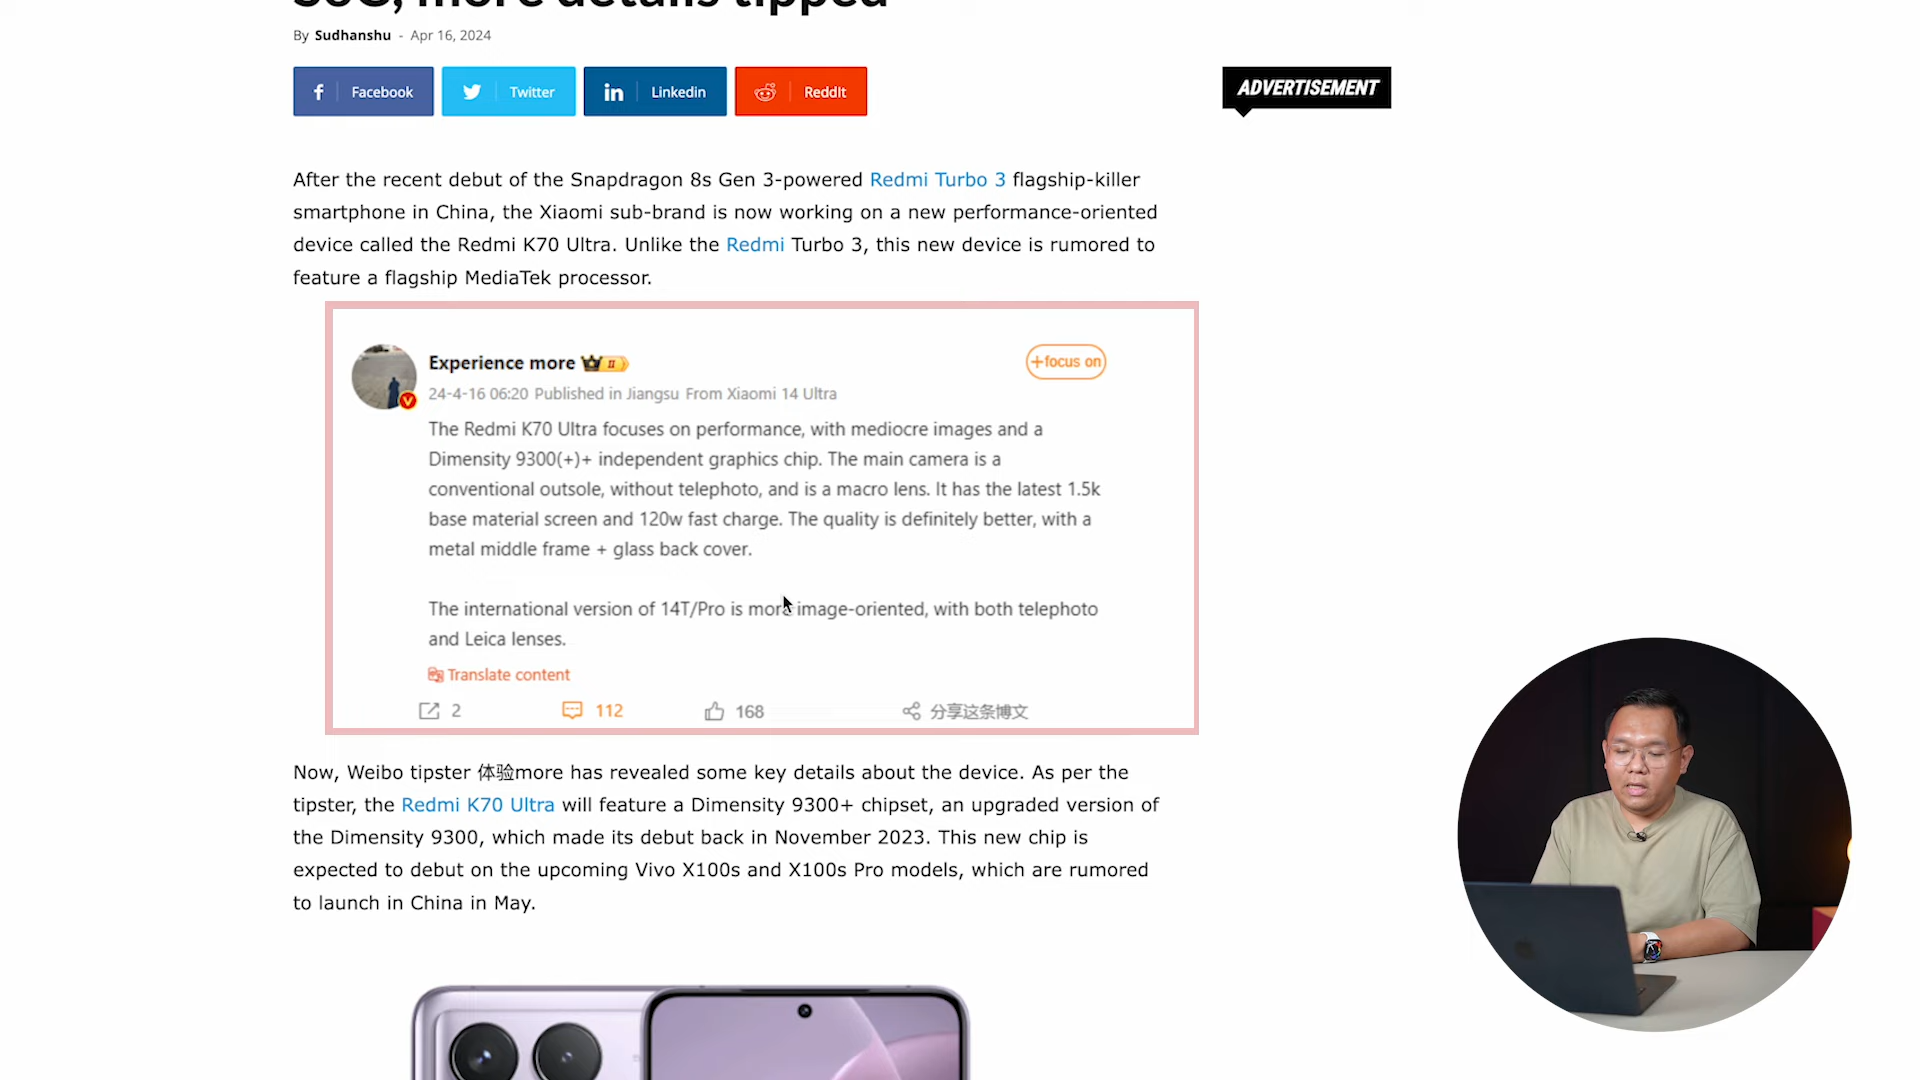 SoC, more details tipped
By Sudhanshu - Apr 16, 2024
Facebook
Twitter
Linkedin
ReddIt
ADVERTISEMENT
After the recent debut of the Snapdragon 8s Gen 3-powered Redmi Turbo 3 flagship-killer
smartphone in China, the Xiaomi sub-brand is now working on a new performance-oriented
device called the Redmi K70 Ultra. Unlike the Redmi Turbo 3, this new device is rumored to
feature a flagship MediaTek processor.
Experience more
+focus on
24-4-16 06:20 Published in Jiangsu From Xiaomi 14 Ultra
The Redmi K70 Ultra focuses on performance, with mediocre images and a
Dimensity 9300(+)+ independent graphics chip. The main camera is a
conventional outsole, without telephoto, and is a macro lens. It has the latest 1.5k
base material screen and 120w fast charge. The quality is definitely better, with a
metal middle frame + glass back cover.
The international version of 14T/Pro is more image-oriented, with both telephoto
and Leica lenses.
Translate content
2 112 168 分享这条博文
Now, Weibo tipster 体验more has revealed some key details about the device. As per the
tipster, the Redmi K70 Ultra will feature a Dimensity 9300+ chipset, an upgraded version of
the Dimensity 9300, which made its debut back in November 2023. This new chip is
expected to debut on the upcoming Vivo X100s and X100s Pro models, which are rumored
to launch in China in May.